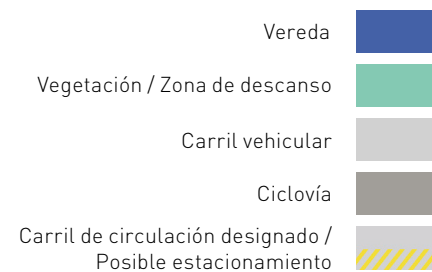 Vereda
Vegetación / Zona de descanso
Carril vehicular
Ciclovía
Carril de circulación designado /
Posible estacionamiento